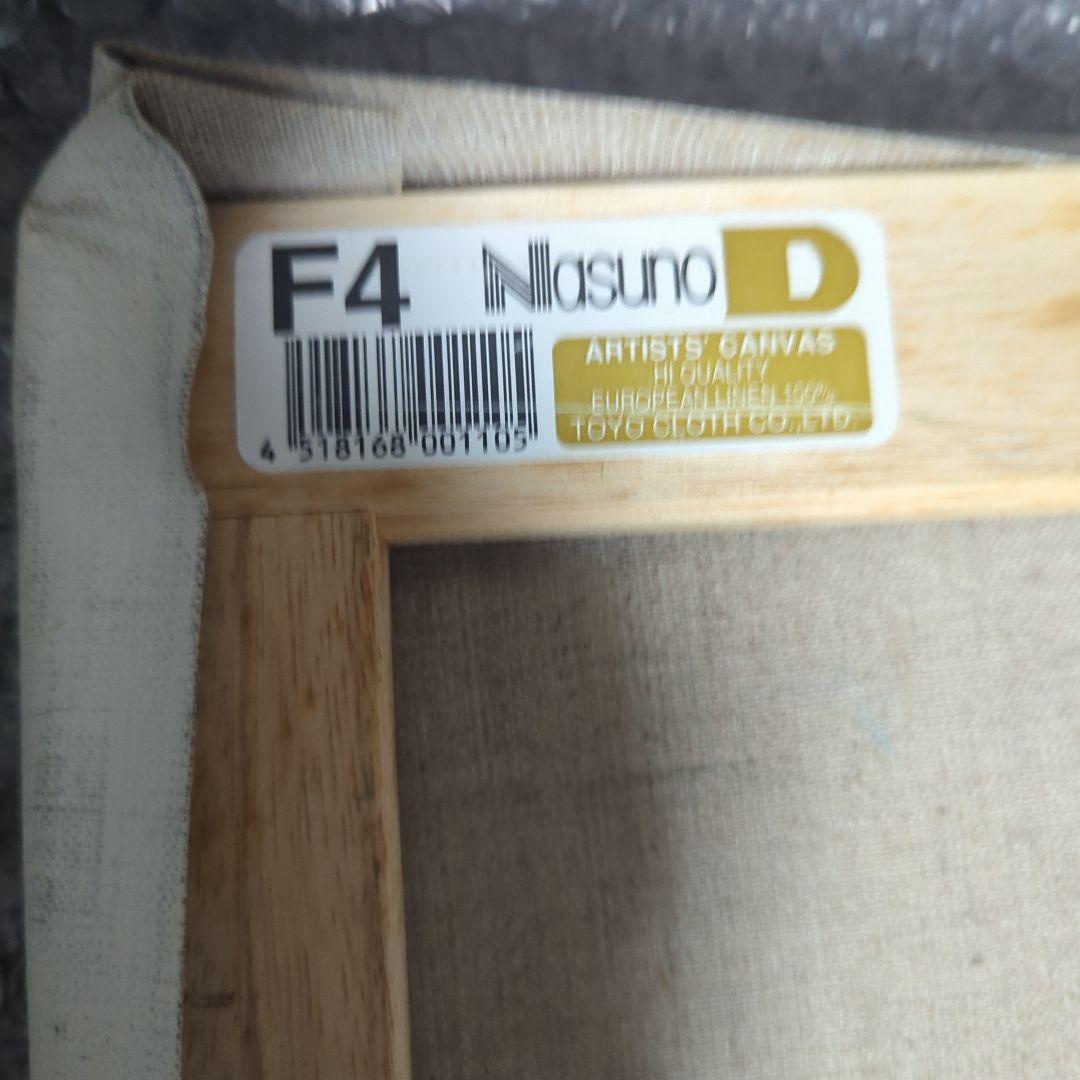 F4 Nasuno D
ARTISTS' CANVAS
HI QUALITY
EUROPEAN LINEN 100%
TOYO CLOTH CO., LTD.
4 518168 001105